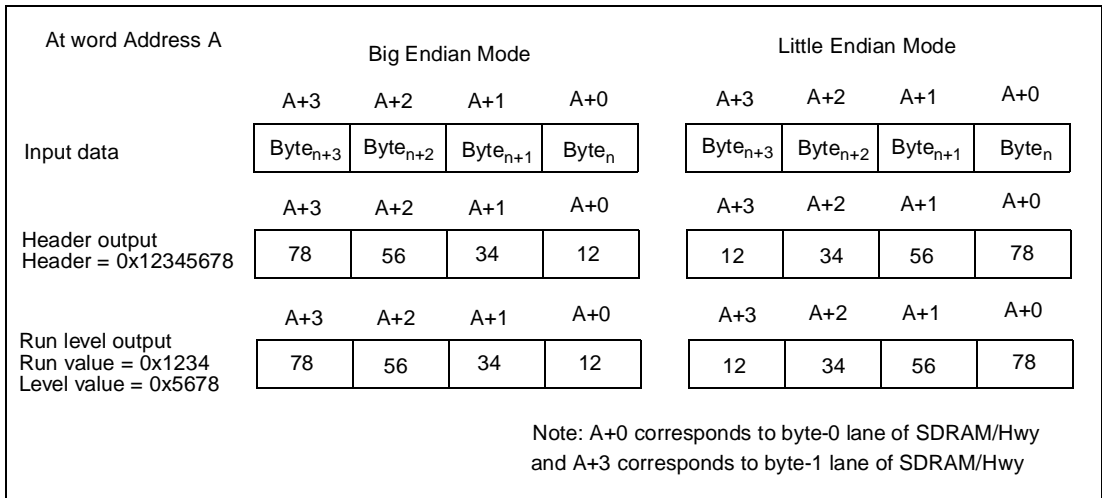 At word Address A
Big Endian Mode Little Endian Mode
A+3 A+2 A+1 A+0 A+3 A+2 A+1 A+0
Input data Byten+3 Byten+2 Byten+1 Byten Byten+3 Byten+2 Byten+1 Byten
A+3 A+2 A+1 A+0 A+3 A+2 A+1 A+0
Header output
Header = 0x12345678 78 56 34 12 12 34 56 78
A+3 A+2 A+1 A+0 A+3 A+2 A+1 A+0
Run level output
Run value = 0x1234 78 56 34 12 12 34 56 78
Level value = 0x5678
Note: A+0 corresponds to byte-0 lane of SDRAM/Hwy
and A+3 corresponds to byte-1 lane of SDRAM/Hwy